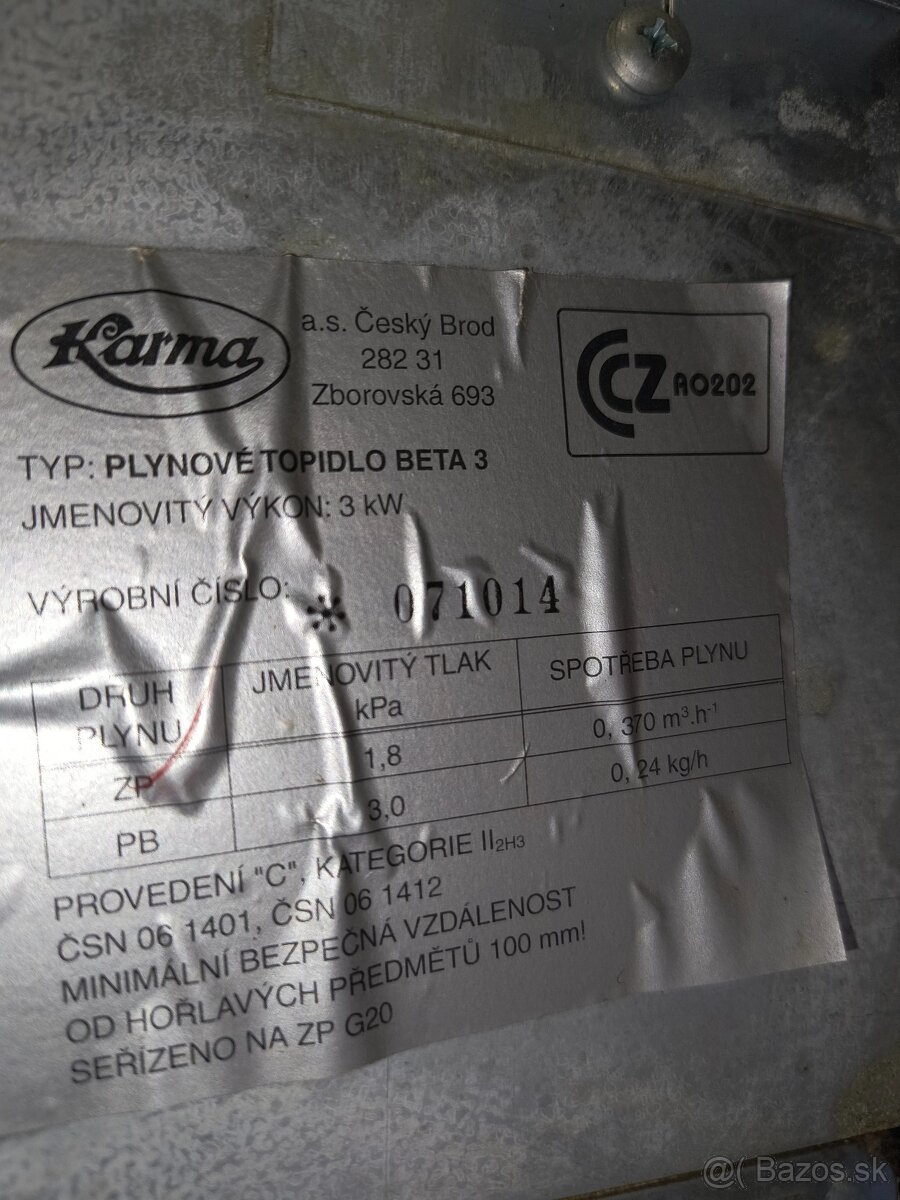 Karma
a.s. Český Brod
282 31
Zborovská 693
CCZ AO202
TYP: PLYNOVÉ TOPIDLO BETA 3
JMENOVITÝ VÝKON: 3 kW
VÝROBNÍ ČÍSLO: * 071014
DRUH PLYNU
JMENOVITÝ TLAK kPa
SPOTŘEBA PLYNU
ZP 1,8 0, 370 m³.h⁻¹
PB 3,0 0, 24 kg/h
PROVEDENÍ "C", KATEGORIE II₂H3
ČSN 06 1401, ČSN 06 1412
MINIMÁLNÍ BEZPEČNÁ VZDÁLENOST
OD HOŘLAVÝCH PŘEDMĚTŮ 100 mm!
SEŘÍZENO NA ZP G20
@( Bazos.sk